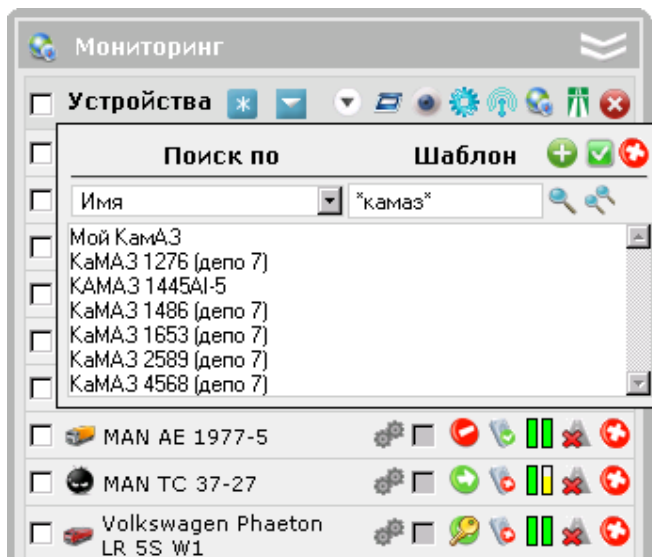 Мониторинг
Устройства
Поиск по Шаблон
Имя *камаз*
Мой КамАЗ
КаМАЗ 1276 (депо 7)
КАМАЗ 1445AI-5
КаМАЗ 1486 (депо 7)
КаМАЗ 1653 (депо 7)
КаМАЗ 2589 (депо 7)
КаМАЗ 4568 (депо 7)
MAN AE 1977-5
MAN TC 37-27
Volkswagen Phaeton
LR 5S W1